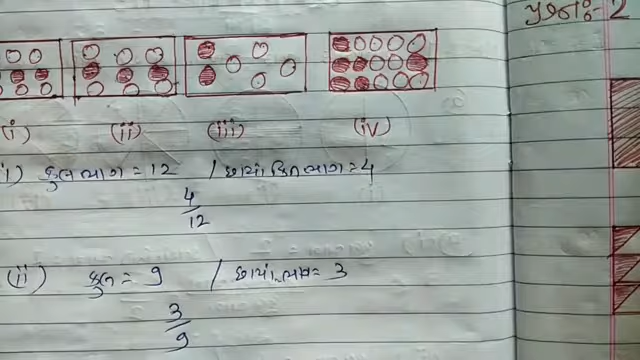 પ્રશ્ન:- 2
(i) (ii) (iii) (iv)
i) કુલ ભાગ = 12 / છાયાંકિત ભાગ = 4
4
12
(ii) કુલ = 9 / છાયાં. ભાગ = 3
3
9